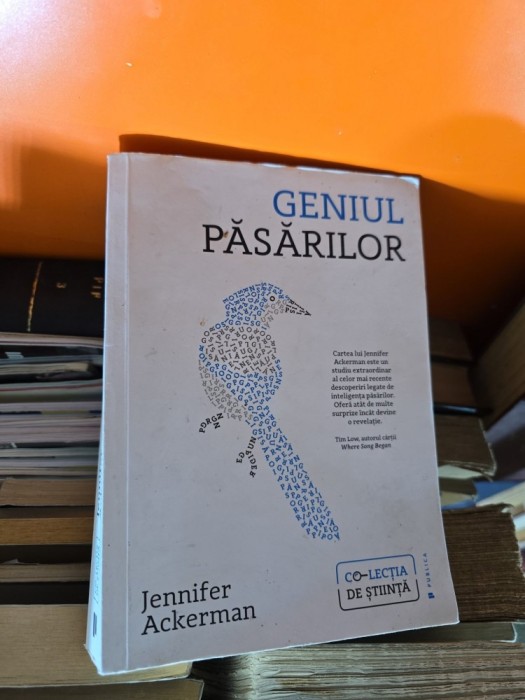 GENIUL
PĂSĂRILOR
Cartea lui Jennifer
Ackerman este un
studiu extraordinar
al celor mai recente
descoperiri legate de
inteligența păsărilor.
Oferă atât de multe
surprize încât devine
o revelație.
Tim Low, autorul cărții
Where Song Began
Jennifer
Ackerman
CO-LECȚIA
DE ȘTIINȚĂ
PUBLICA